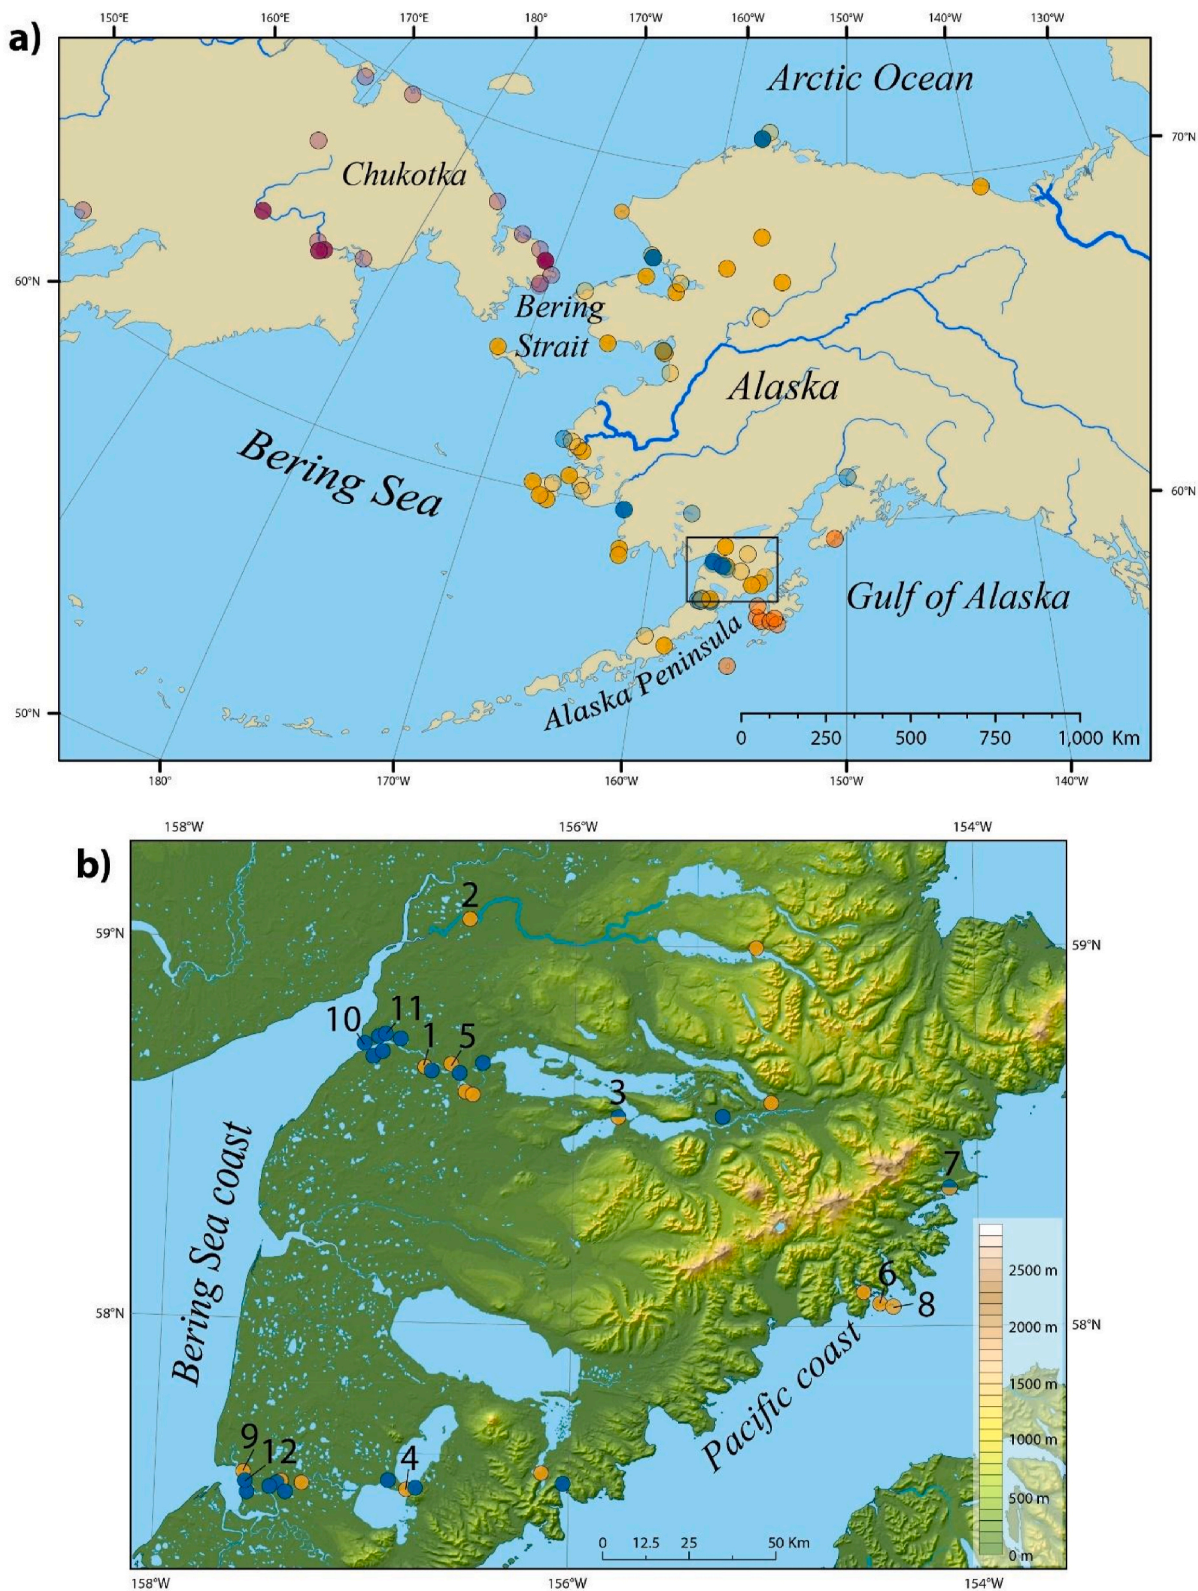 a)
150°E 160°E 170°E 180° 170°W 160°W 140°W 130°W
Arctic Ocean
70°N
Chukotka
60°N
Bering
Strait
Alaska
Bering Sea
60°N
Gulf of Alaska
Alaska Peninsula
50°N
0 250 500 750 1,000 Km
180° 170°W 160°W 150°W 140°W
b)
158°W 156°W 154°W
2
59°N
59°N
10 11 1 5
3
Bering Sea coast
7
2500 m
6
8
58°N
58°N
2000 m
Pacific coast
1500 m
1000 m
9 12
4
500 m
0 12.5 25 50 Km
0 m
158°W 156°W 154°W